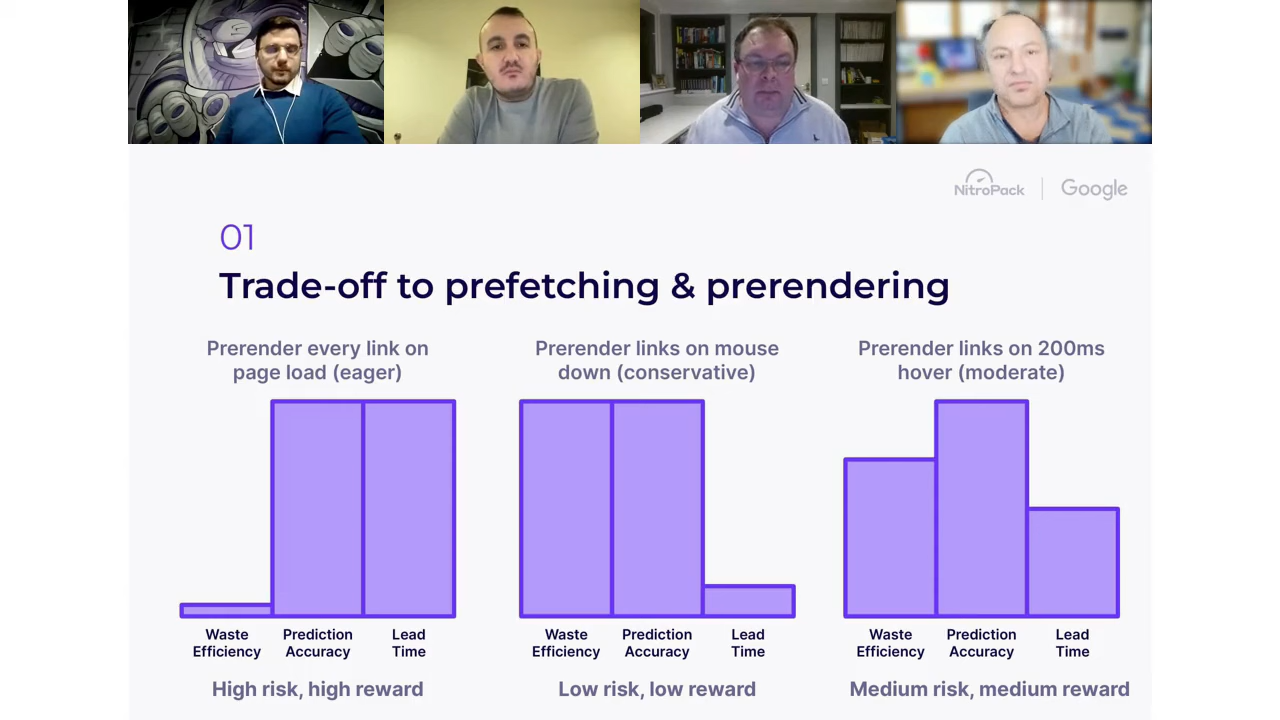 NitroPack | Google
01
Trade-off to prefetching & prerendering
Prerender every link on
page load (eager)
Waste
Efficiency
Prediction
Accuracy
Lead
Time
High risk, high reward
Prerender links on mouse
down (conservative)
Waste
Efficiency
Prediction
Accuracy
Lead
Time
Low risk, low reward
Prerender links on 200ms
hover (moderate)
Waste
Efficiency
Prediction
Accuracy
Lead
Time
Medium risk, medium reward